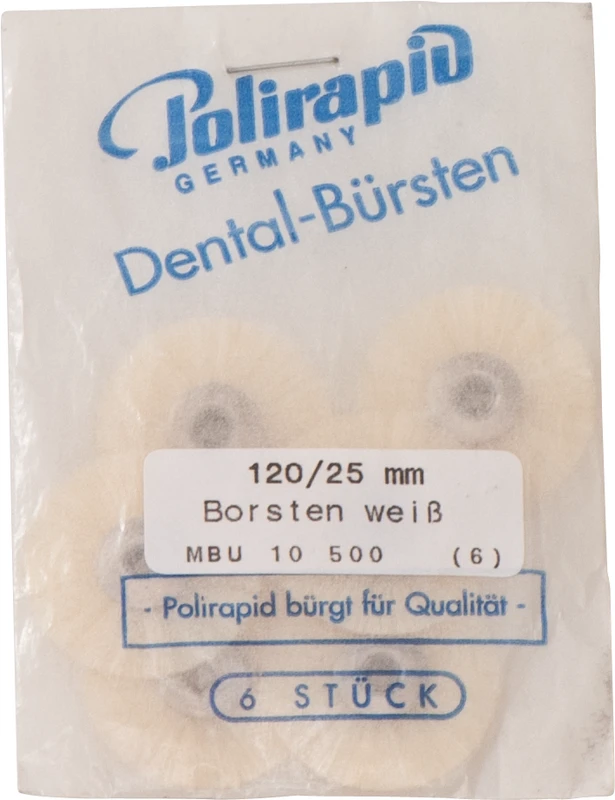 Polirapid
GERMANY
Dental-Bürsten
120/25 mm
Borsten weiß
MBU 10 500 (6)
- Polirapid bürgt für Qualität -
6 STÜCK